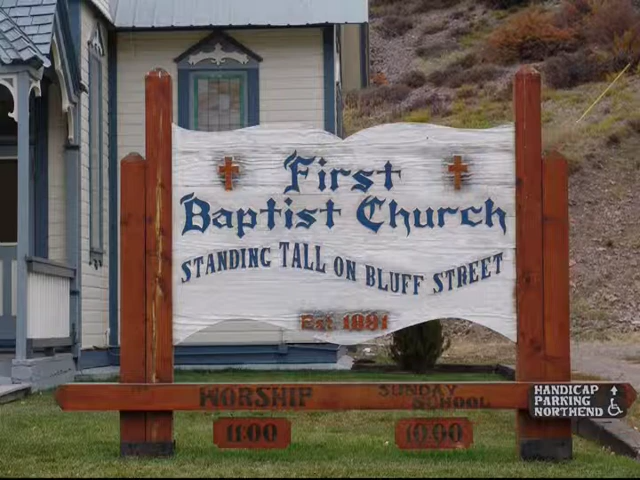 First
Baptist Church
STANDING TALL ON BLUFF STREET
Est. 1881
WORSHIP
SUNDAY
SCHOOL
HANDICAP
PARKING
NORTHEND
11:00
10:00